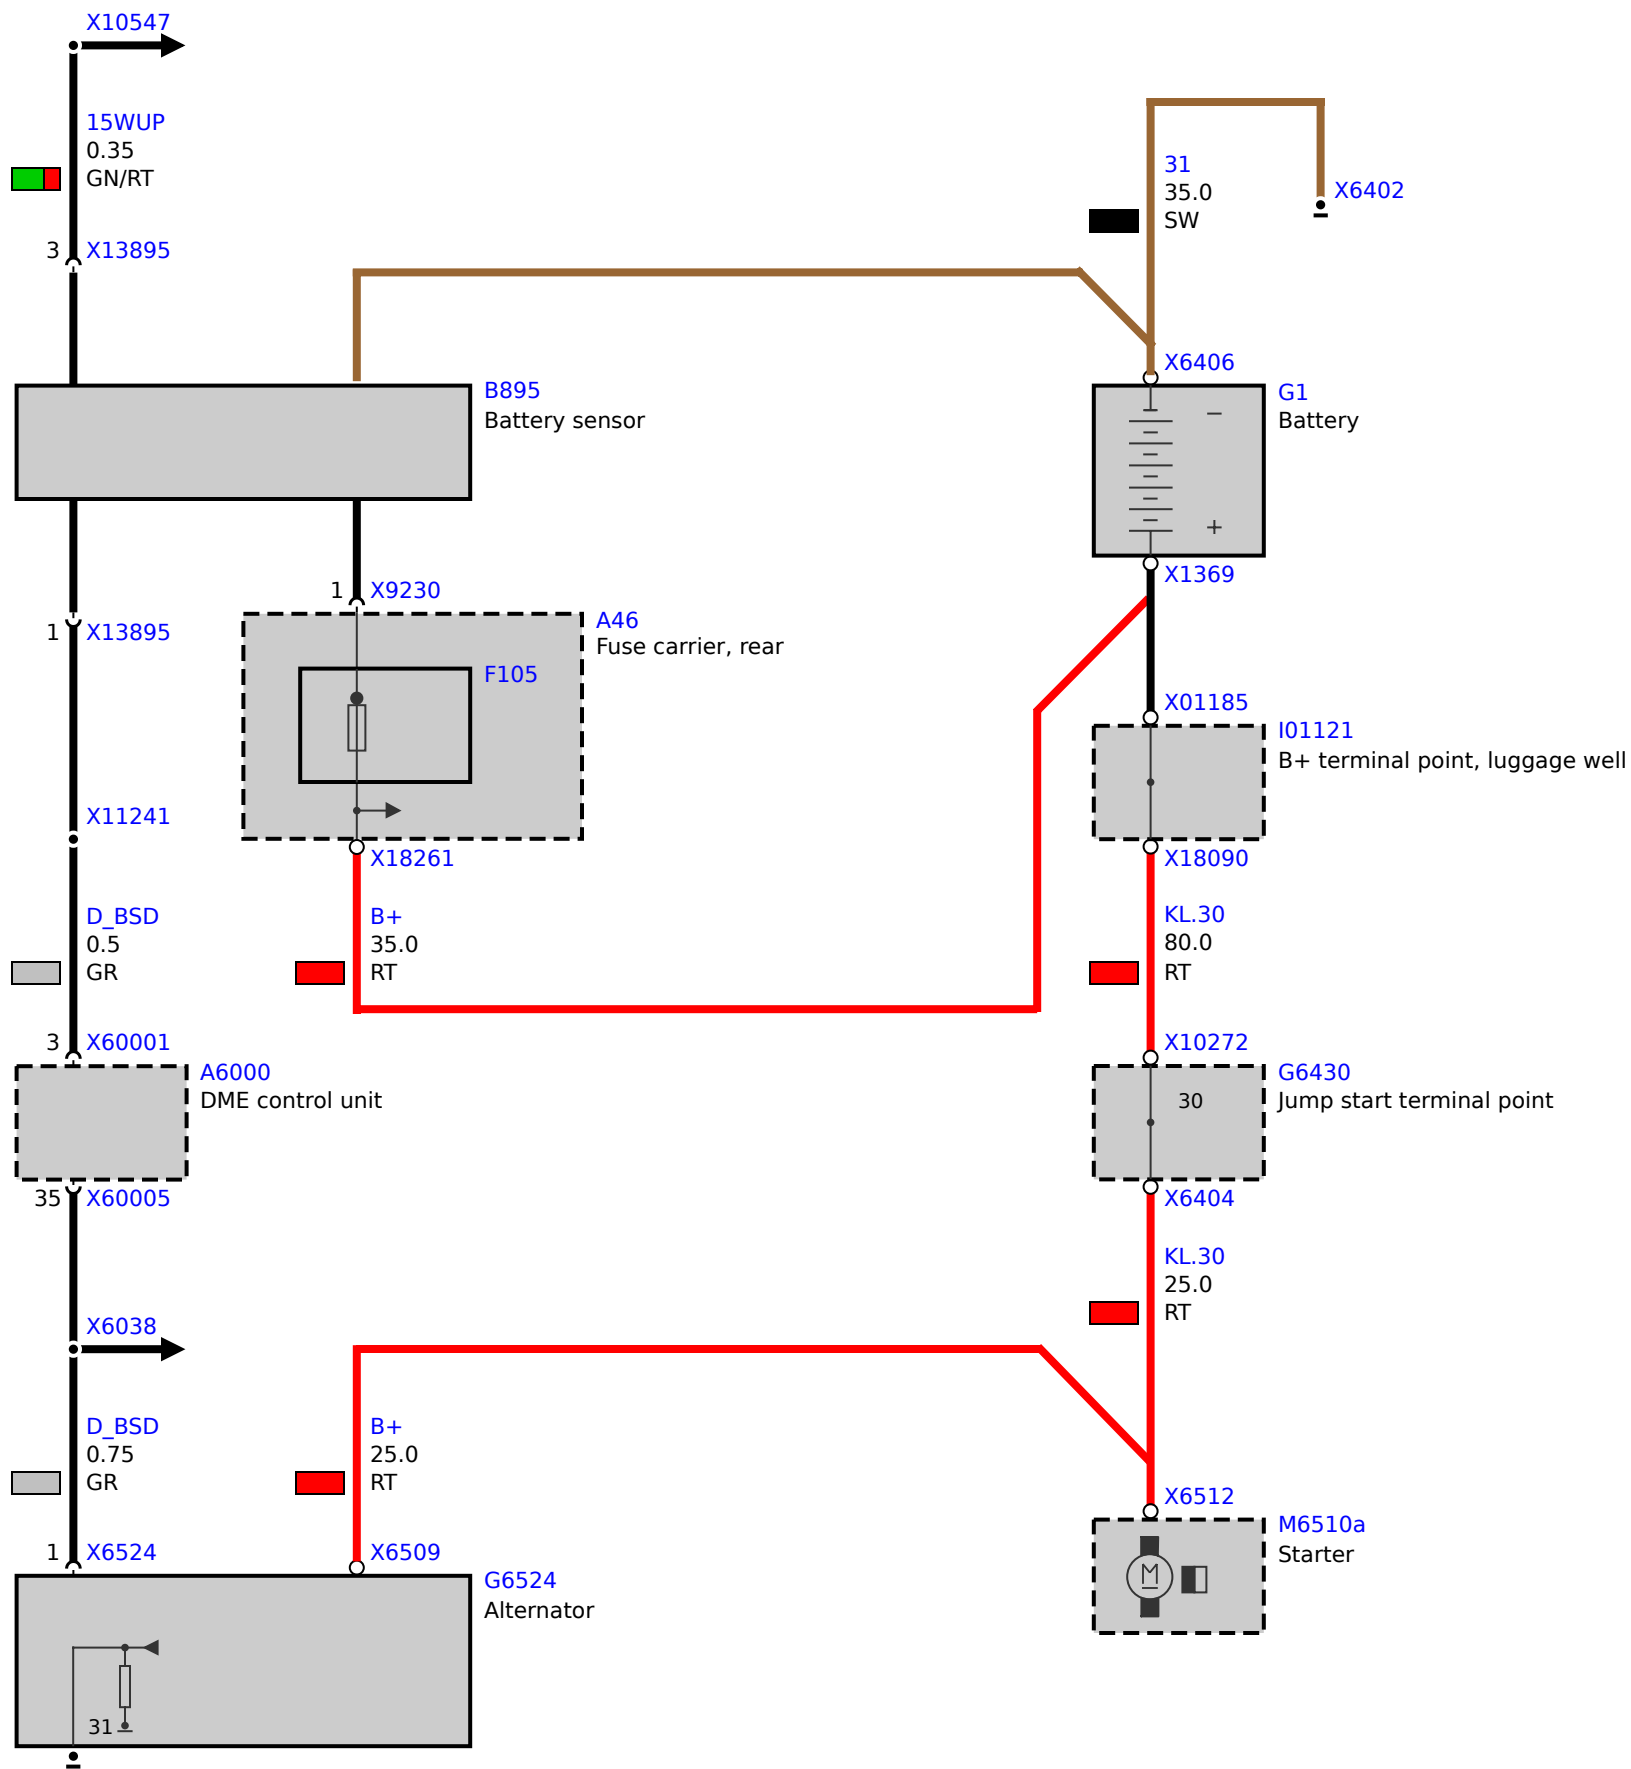 X10547
15WUP
0.35
GN/RT
31
35.0
SW
X6402
3 X13895
X6406
B895
Battery sensor
G1
Battery
−
+
1 X9230
X1369
1 X13895
A46
Fuse carrier, rear
F105
X01185
I01121
B+ terminal point, luggage well
X11241
X18261
X18090
D_BSD
0.5
GR
B+
35.0
RT
KL.30
80.0
RT
3 X60001
X10272
A6000
DME control unit
G6430
Jump start terminal point
30
35 X60005
X6404
KL.30
25.0
RT
X6038
D_BSD
0.75
GR
B+
25.0
RT
X6512
M6510a
Starter
M
1 X6524
X6509
G6524
Alternator
31